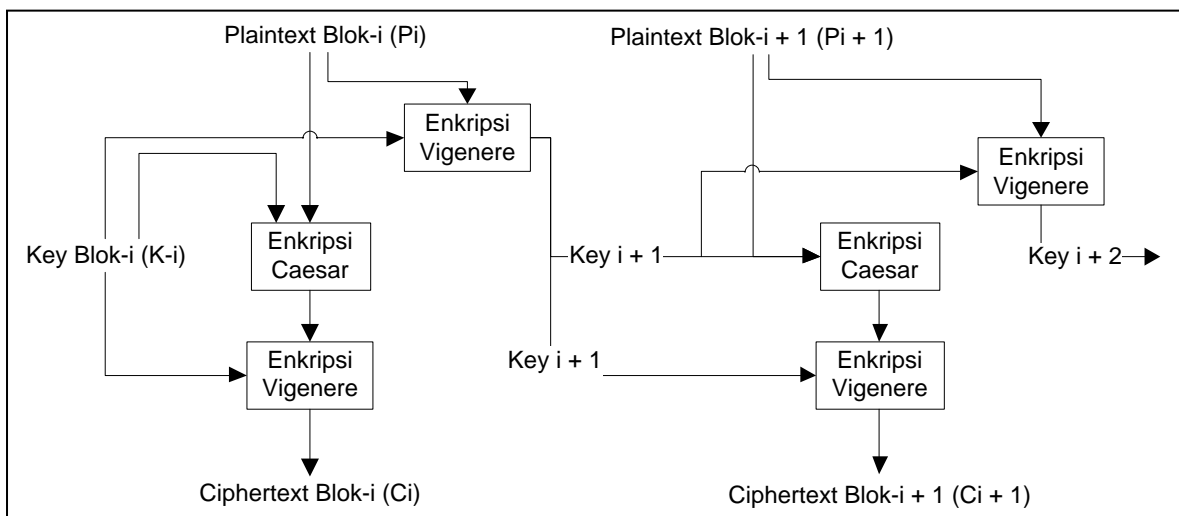 Plaintext Blok-i (Pi)
Plaintext Blok-i + 1 (Pi + 1)
Enkripsi
Vigenere
Enkripsi
Vigenere
Key Blok-i (K-i)
Enkripsi
Caesar
Key i + 1
Enkripsi
Caesar
Key i + 2
Enkripsi
Vigenere
Key i + 1
Enkripsi
Vigenere
Ciphertext Blok-i (Ci)
Ciphertext Blok-i + 1 (Ci + 1)